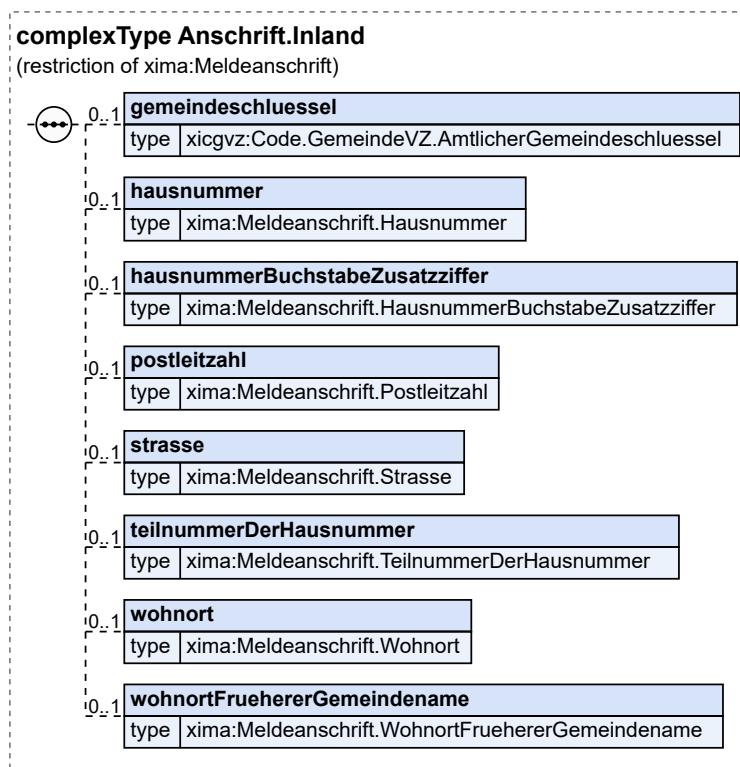 complexType Anschrift.Inland
(restriction of xima:Meldeanschrift)
0..1 gemeindeschluessel
type xicgvz:Code.GemeindeVZ.AmtlicherGemeindeschluessel
0..1 hausnummer
type xima:Meldeanschrift.Hausnummer
0..1 hausnummerBuchstabeZusatzziffer
type xima:Meldeanschrift.HausnummerBuchstabeZusatzziffer
0..1 postleitzahl
type xima:Meldeanschrift.Postleitzahl
0..1 strasse
type xima:Meldeanschrift.Strasse
0..1 teilnummerDerHausnummer
type xima:Meldeanschrift.TeilnummerDerHausnummer
0..1 wohnort
type xima:Meldeanschrift.Wohnort
0..1 wohnortFruehererGemeindename
type xima:Meldeanschrift.WohnortFruehererGemeindename